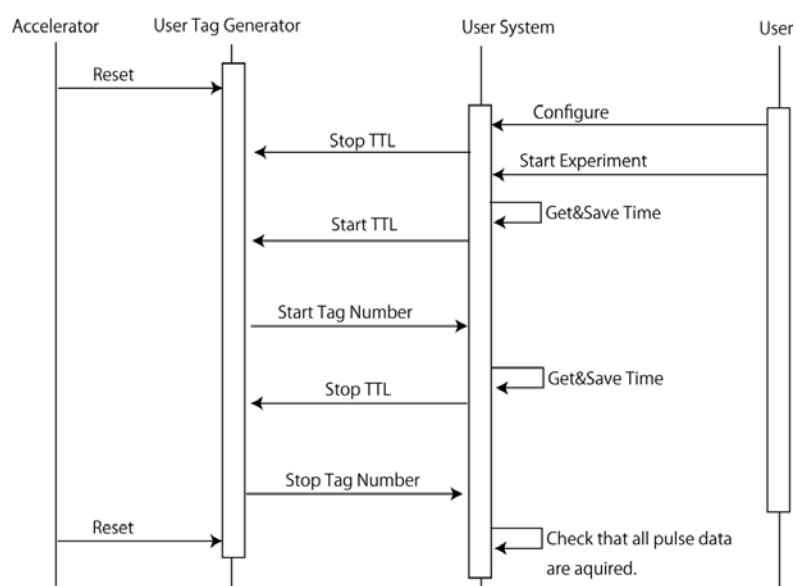 Accelerator
User Tag Generator
User System
User
Reset
Configure
Stop TTL
Start Experiment
Get&Save Time
Start TTL
Start Tag Number
Get&Save Time
Stop TTL
Stop Tag Number
Reset
Check that all pulse data
are aquired.